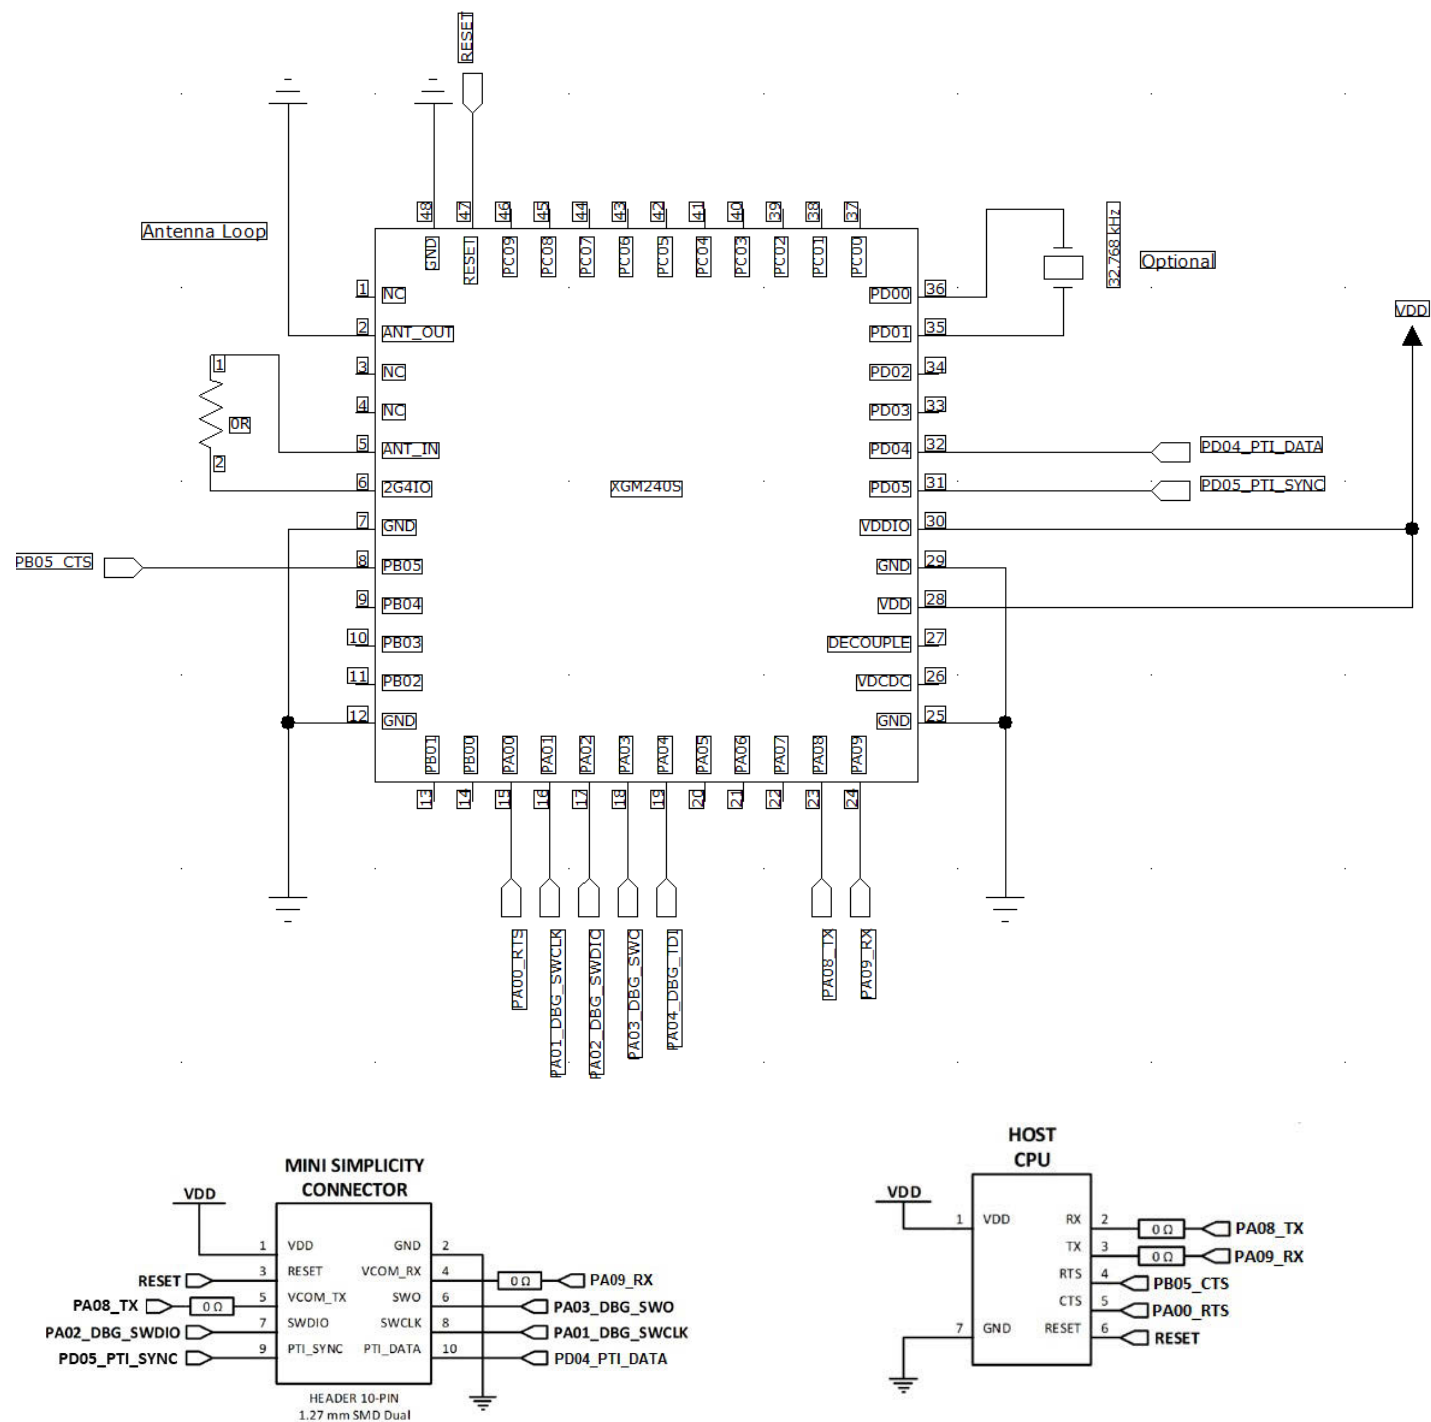 RESET
48
47
46
45
44
43
42
41
40
39
38
37
GND
RESET
PC09
PC08
PC07
PC06
PC05
PC04
PC03
PC02
PC01
PC00
Antenna Loop
32.768 kHz
Optional
VDD
1 NC
2 ANT_OUT
3 NC
4 NC
5 ANT_IN
6 2G4IO
7 GND
8 PB05
9 PB04
10 PB03
11 PB02
12 GND
1
0R
2
PB05_CTS
XGM240S
PD00 36
PD01 35
PD02 34
PD03 33
PD04 32
PD05 31
VDDIO 30
GND 29
VDD 28
DECOUPLE 27
VDCDC 26
GND 25
PD04_PTI_DATA
PD05_PTI_SYNC
PB01
PB00
PA00
PA01
PA02
PA03
PA04
PA05
PA06
PA07
PA08
PA09
13
14
15
16
17
18
19
20
21
22
23
24
PA00_RTS
PA01_DBG_SWCLK
PA02_DBG_SWDIO
PA03_DBG_SWO
PA04_DBG_TDI
PA08_TX
PA09_RX
MINI SIMPLICITY
CONNECTOR
VDD
1 VDD GND 2
RESET 3 RESET VCOM_RX 4 0 Ω PA09_RX
PA08_TX 0 Ω 5 VCOM_TX SWO 6 PA03_DBG_SWO
PA02_DBG_SWDIO 7 SWDIO SWCLK 8 PA01_DBG_SWCLK
PD05_PTI_SYNC 9 PTI_SYNC PTI_DATA 10 PD04_PTI_DATA
HEADER 10-PIN
1.27 mm SMD Dual
HOST
CPU
VDD
1 VDD RX 2 0 Ω PA08_TX
TX 3 0 Ω PA09_RX
RTS 4 PB05_CTS
CTS 5 PA00_RTS
7 GND RESET 6 RESET